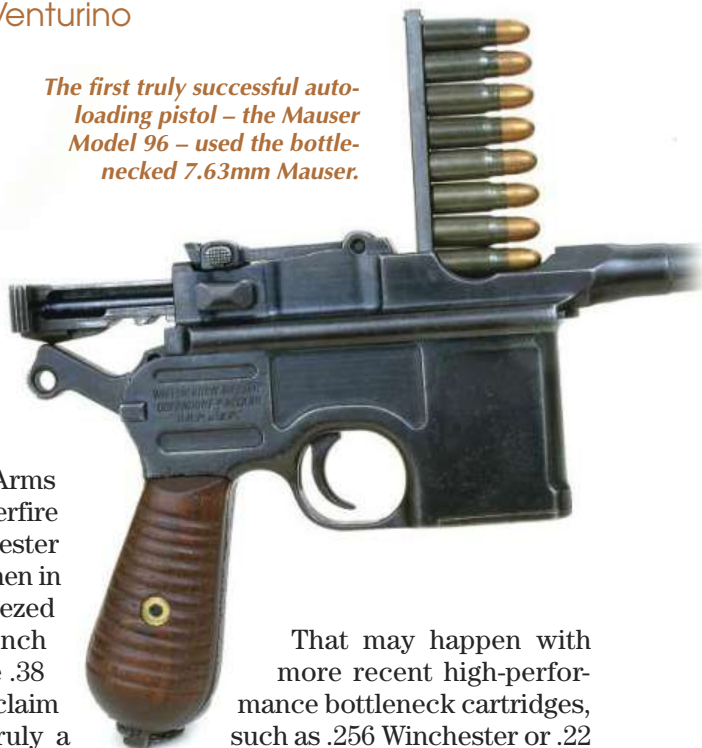 Venturino
The first truly successful auto-
loading pistol – the Mauser
Model 96 – used the bottle-
necked 7.63mm Mauser.
Arms
erfire
ester
nen in
ezed
nch
.38
claim
ruly a
That may happen with
more recent high-perfor-
mance bottleneck cartridges,
such as .256 Winchester or .22